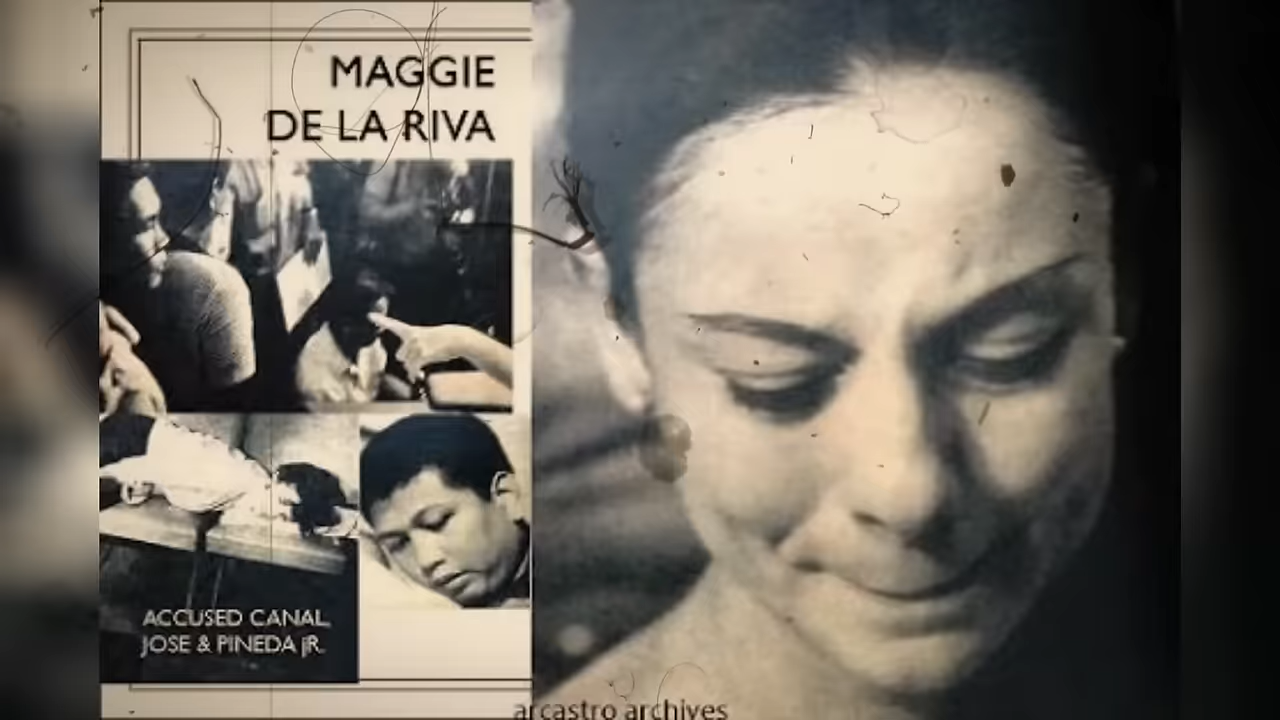 MAGGIE
DE LA RIVA
ACCUSED CANAL,
JOSE & PINEDA JR.
arcastro archives